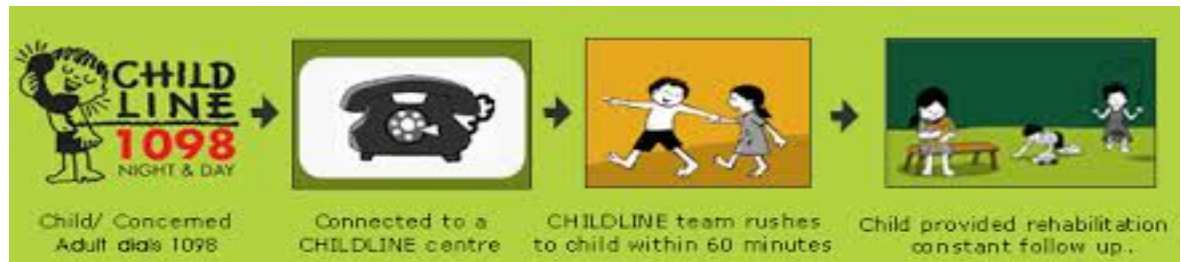 CHILD
LINE
1098
NIGHT & DAY
Child/ Concerned
Adult dials 1098
Connected to a
CHILDLINE centre
CHILDLINE team rushes
to child within 60 minutes
Child provided rehabilitation
constant follow up.